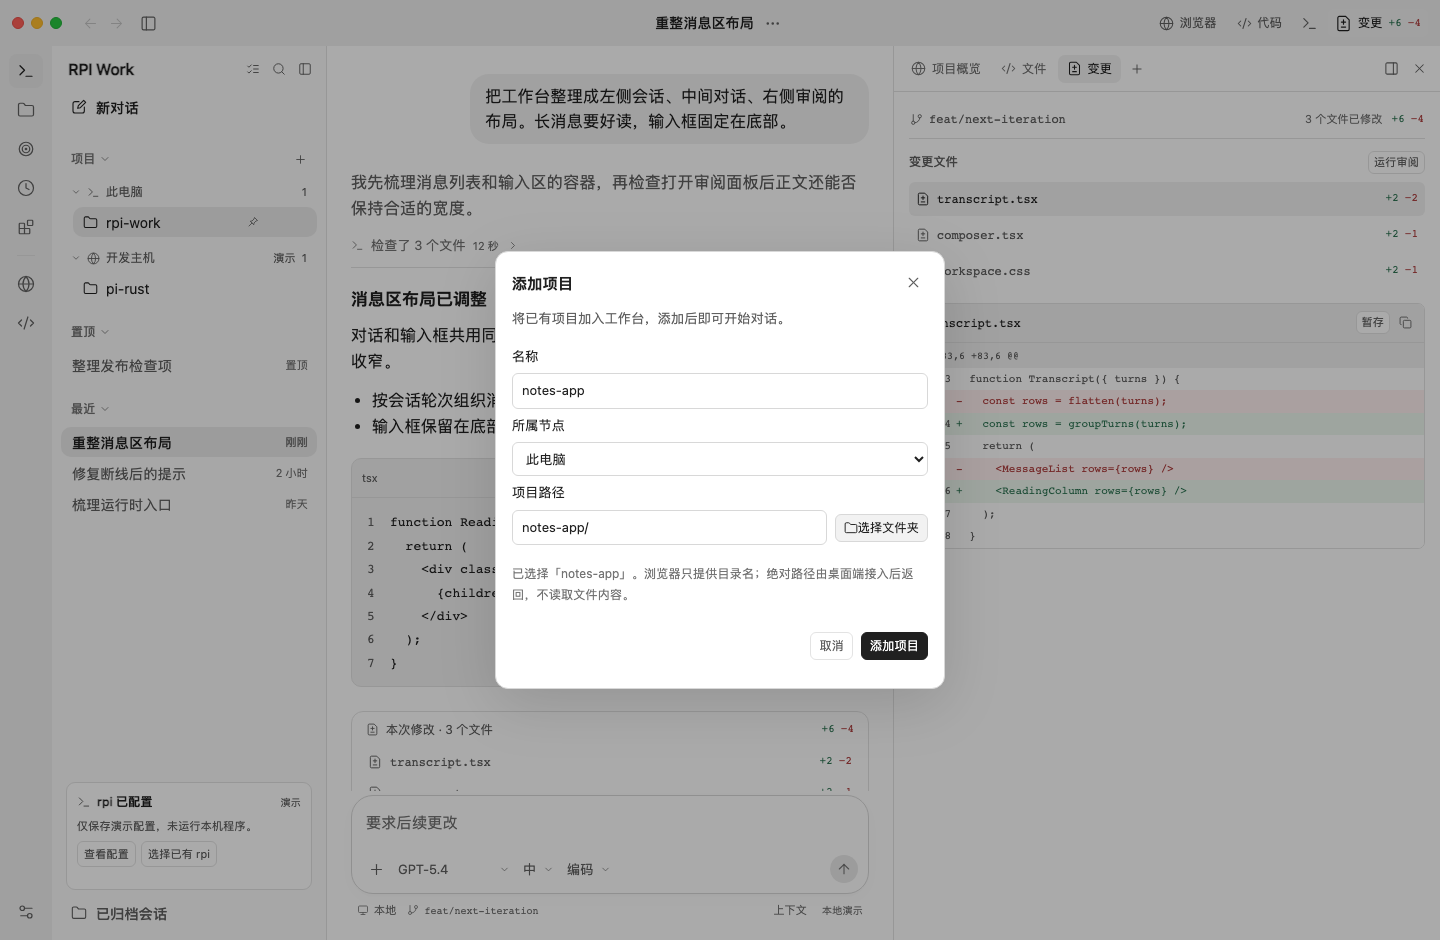 重整消息区布局 ···
浏览器
代码
变更 +6 −4
RPI Work
新对话
项目
此电脑 1
rpi-work
开发主机 演示 1
pi-rust
置顶
整理发布检查项 置顶
最近
重整消息区布局 刚刚
修复断线后的提示 2 小时
梳理运行时入口 昨天
rpi 已配置 演示
仅保存演示配置，未运行本机程序。
查看配置 选择已有 rpi
已归档会话
把工作台整理成左侧会话、中间对话、右侧审阅的
布局。长消息要好读，输入框固定在底部。
我先梳理消息列表和输入区的容器，再检查打开审阅面板后正文还能否
保持合适的宽度。
检查了 3 个文件 12 秒
消息区布局已调整
对话和输入框共用同
收窄。
按会话轮次组织消
输入框保留在底部
tsx
1 function Readi
2 return (
3 <div class
4 {childre
5 </div>
6 );
7 }
本次修改 · 3 个文件 +6 −4
transcript.tsx +2 −2
要求后续更改
GPT-5.4 中 编码
本地 feat/next-iteration 上下文 本地演示
添加项目
将已有项目加入工作台，添加后即可开始对话。
名称
notes-app
所属节点
此电脑
项目路径
notes-app/ 选择文件夹
已选择「notes-app」。浏览器只提供目录名；绝对路径由桌面端接入后返
回，不读取文件内容。
取消 添加项目
项目概览 文件 变更
feat/next-iteration 3 个文件已修改 +6 −4
变更文件 运行审阅
transcript.tsx +2 −2
composer.tsx +2 −1
orkspace.css +2 −1
nscript.tsx 暂存
83,6 +83,6 @@
3 function Transcript({ turns }) {
− const rows = flatten(turns);
4 + const rows = groupTurns(turns);
5 return (
− <MessageList rows={rows} />
6 + <ReadingColumn rows={rows} />
7 );
8 }